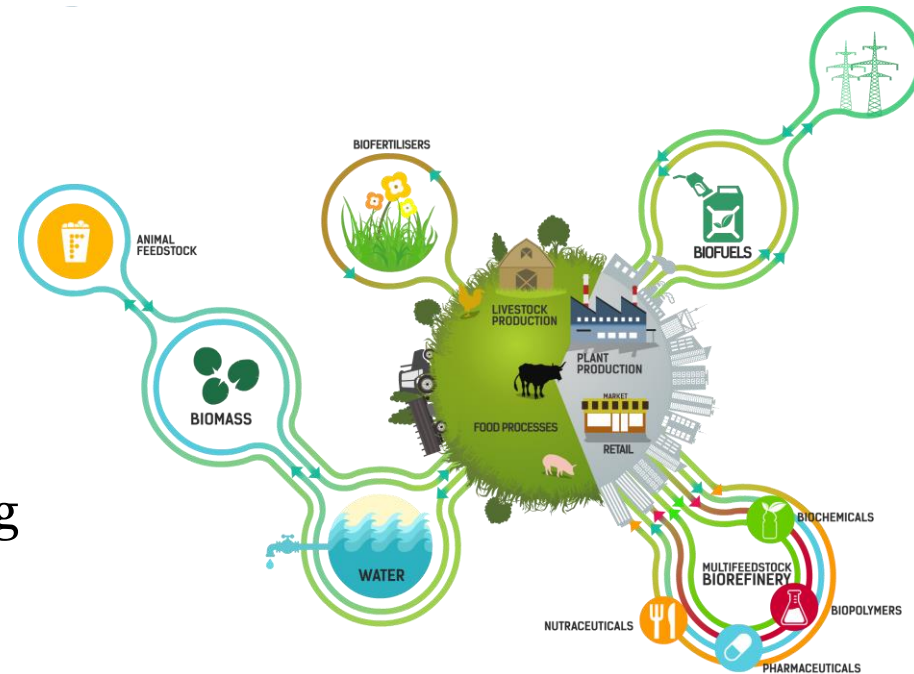 BIOFERTILISERS
ANIMAL
FEEDSTOCK
BIOFUELS
LIVESTOCK
PRODUCTION
PLANT
PRODUCTION
BIOMASS
MARKET
FOOD PROCESSES
RETAIL
g
WATER
BIOCHEMICALS
MULTIFEEDSTOCK
BIOREFINERY
BIOPOLYMERS
NUTRACEUTICALS
PHARMACEUTICALS